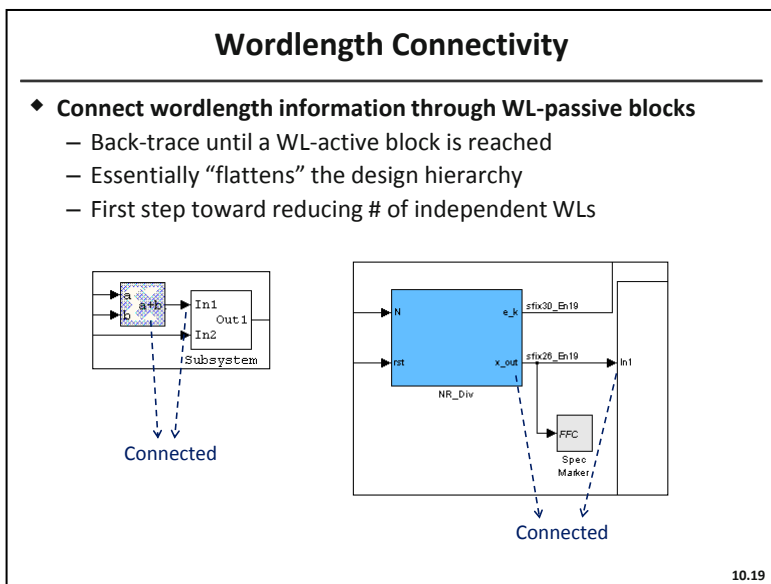 Wordlength Connectivity
◆ Connect wordlength information through WL-passive blocks
– Back-trace until a WL-active block is reached
– Essentially “flattens” the design hierarchy
– First step toward reducing # of independent WLs
a
b
a+b
In1
In2
Out1
Subsystem
Connected
N
rst
e_k
x_out
sfix30_En19
sfix26_En19
In1
NR_Div
FFC
Spec
Marker
Connected
10.19